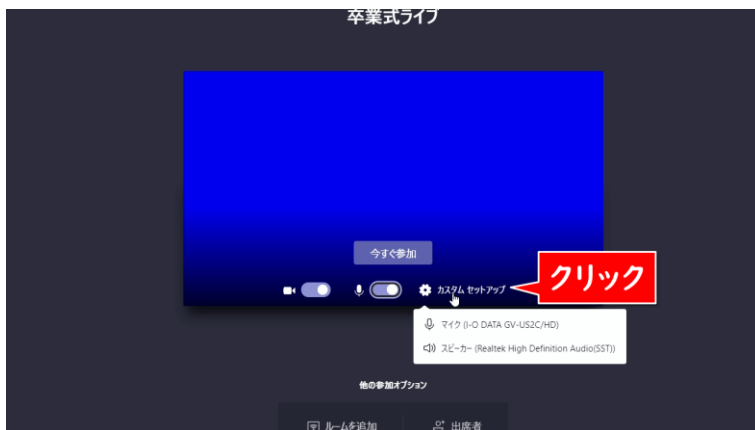 卒業式ライブ
今すぐ参加
カスタム セットアップ
クリック
マイク (I-O DATA GV-US2C/HD)
スピーカー (Realtek High Definition Audio(SST))
他の参加オプション
ルームを追加
出席者